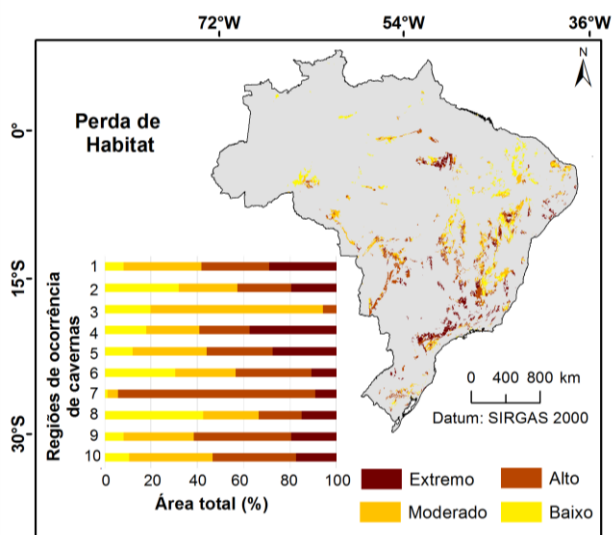 72°W 54°W 36°W
N
Perda de
Habitat
0°
15°S
30°S
Regiões de ocorrência
de cavernas
1
2
3
4
5
6
7
8
9
10
0 20 40 60 80 100
Área total (%)
0 400 800 km
Datum: SIRGAS 2000
Extremo Alto
Moderado Baixo